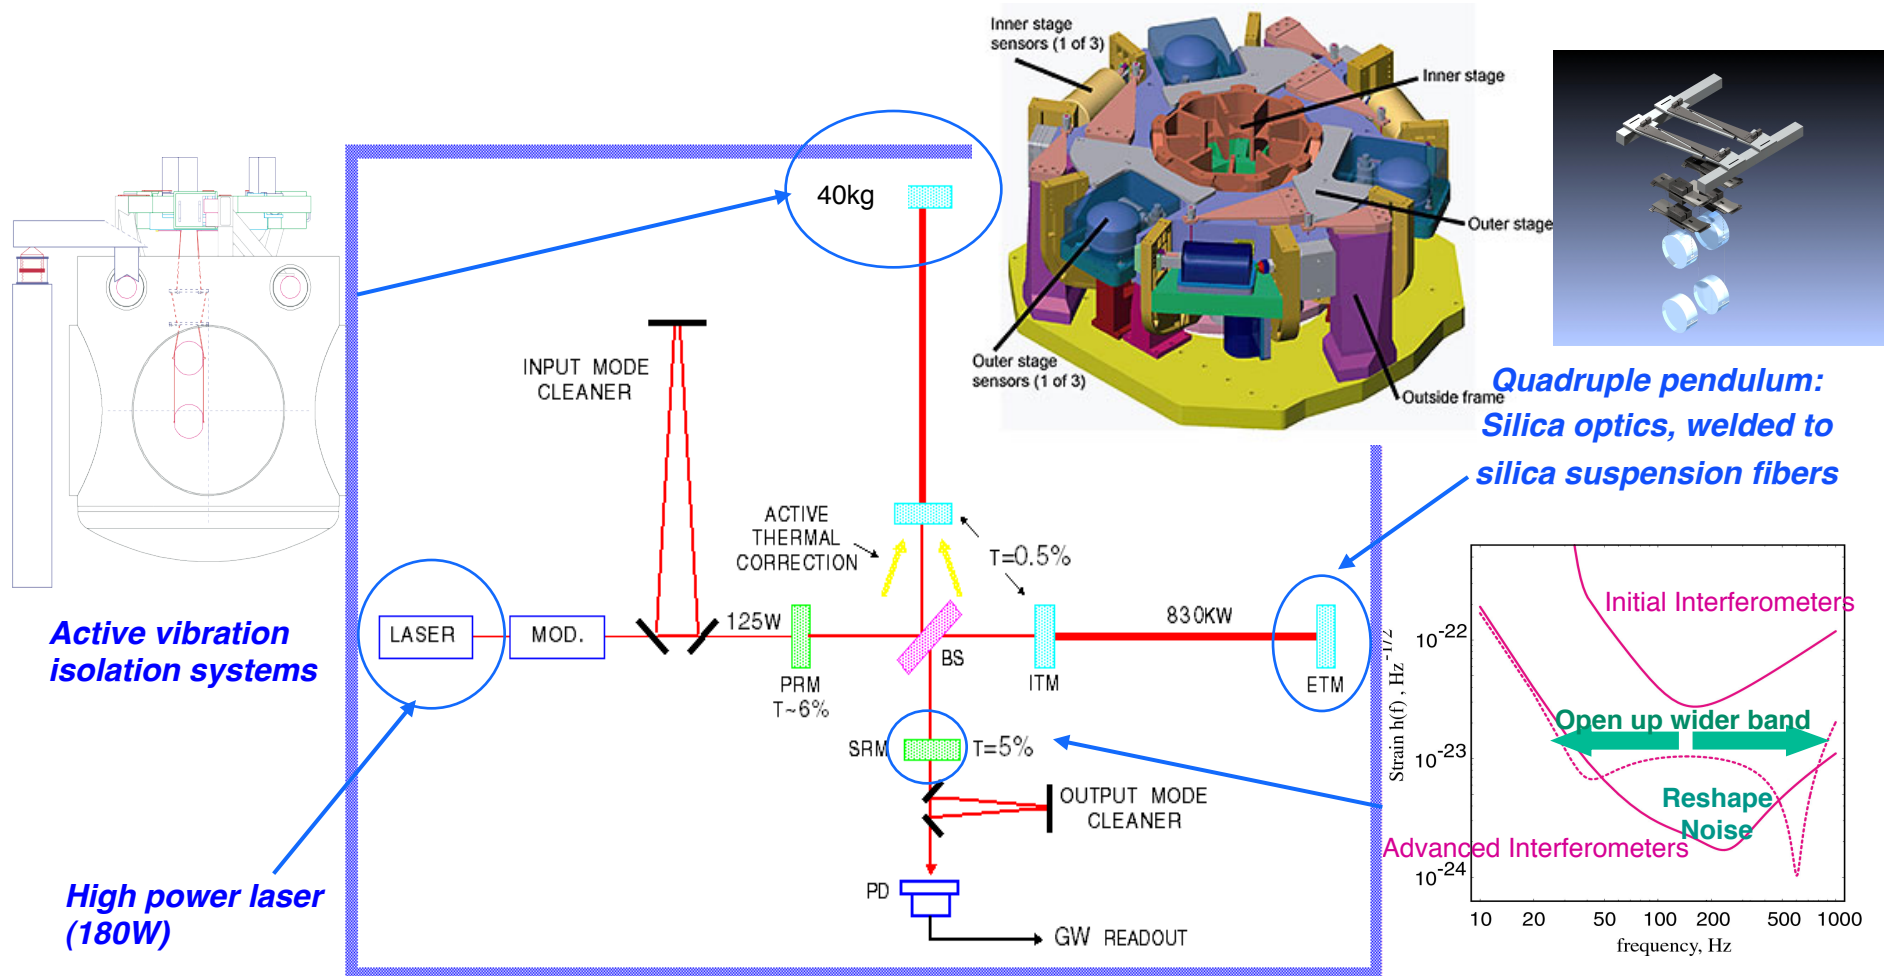 Inner stage
sensors (1 of 3)
Inner stage
Outer stage
Outer stage
sensors (1 of 3)
Outside frame
Quadruple pendulum:
Silica optics, welded to
silica suspension fibers
40kg
INPUT MODE
CLEANER
ACTIVE
THERMAL
CORRECTION
T=0.5%
LASER
MOD.
125W
PRM
T~6%
BS
830KW
ITM
ETM
SRM
T=5%
OUTPUT MODE
CLEANER
PD
GW READOUT
Active vibration
isolation systems
High power laser
(180W)
Initial Interferometers
Open up wider band
Reshape
Noise
Advanced Interferometers
Strain h(f) , Hz^-1/2
10^-22
10^-23
10^-24
10 20 50 100 200 500 1000
frequency, Hz